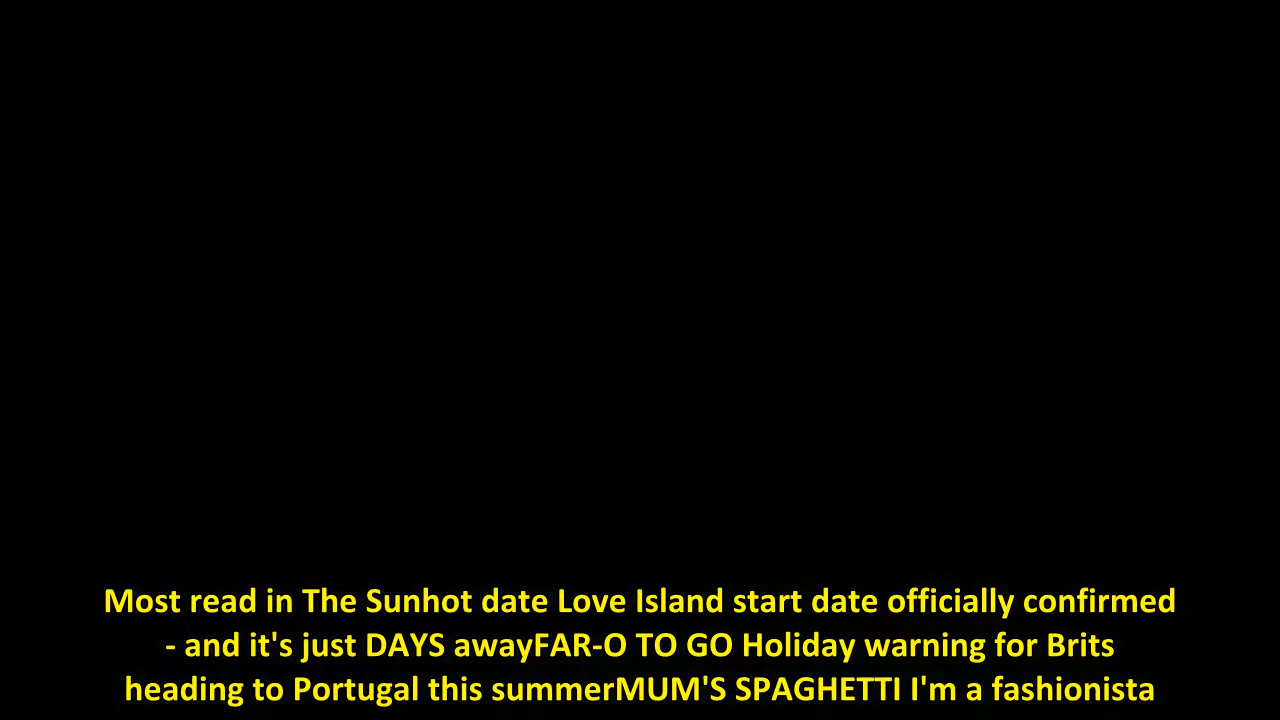 Most read in The Sunhot date Love Island start date officially confirmed
- and it's just DAYS awayFAR-O TO GO Holiday warning for Brits
heading to Portugal this summerMUM'S SPAGHETTI I'm a fashionista